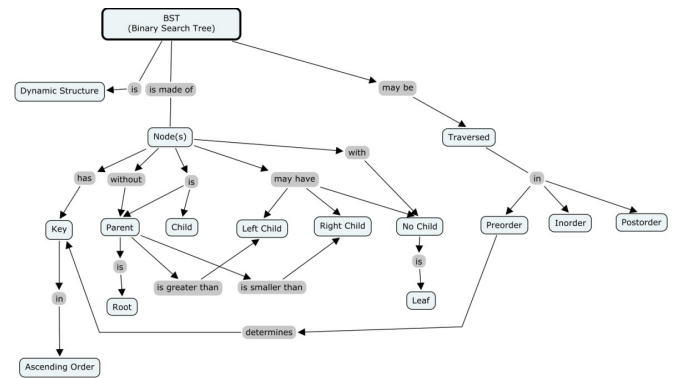 BST
(Binary Search Tree)
Dynamic Structure
is
is made of
may be
Node(s)
Traversed
with
has
without
is
may have
in
Key
Parent
Child
Left Child
Right Child
No Child
Preorder
Inorder
Postorder
is
is
is greater than
is smaller than
in
Root
Leaf
determines
Ascending Order